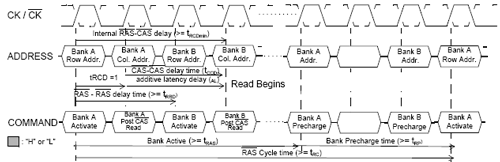 CK / CK
Internal RAS-CAS delay (>= tRCDmin)
ADDRESS
Bank A Row Addr.
Bank A Col. Addr.
Bank B Row Addr.
Bank B Col. Addr.
Bank A Addr.
Bank B Addr.
Bank A Row Addr.
CAS-CAS delay time (tCCD)
tRCD =1
additive latency delay (AL)
Read Begins
RAS - RAS delay time (>= tRRD)
COMMAND
Bank A Activate
Bank A Post CAS Read
Bank B Activate
Bank B Post CAS Read
Bank A Precharge
Bank B Precharge
Bank A Activate
: "H" or "L"
Bank Active (>= tRAS)
Bank Precharge time (>= tRP)
RAS Cycle time (>= tRC)